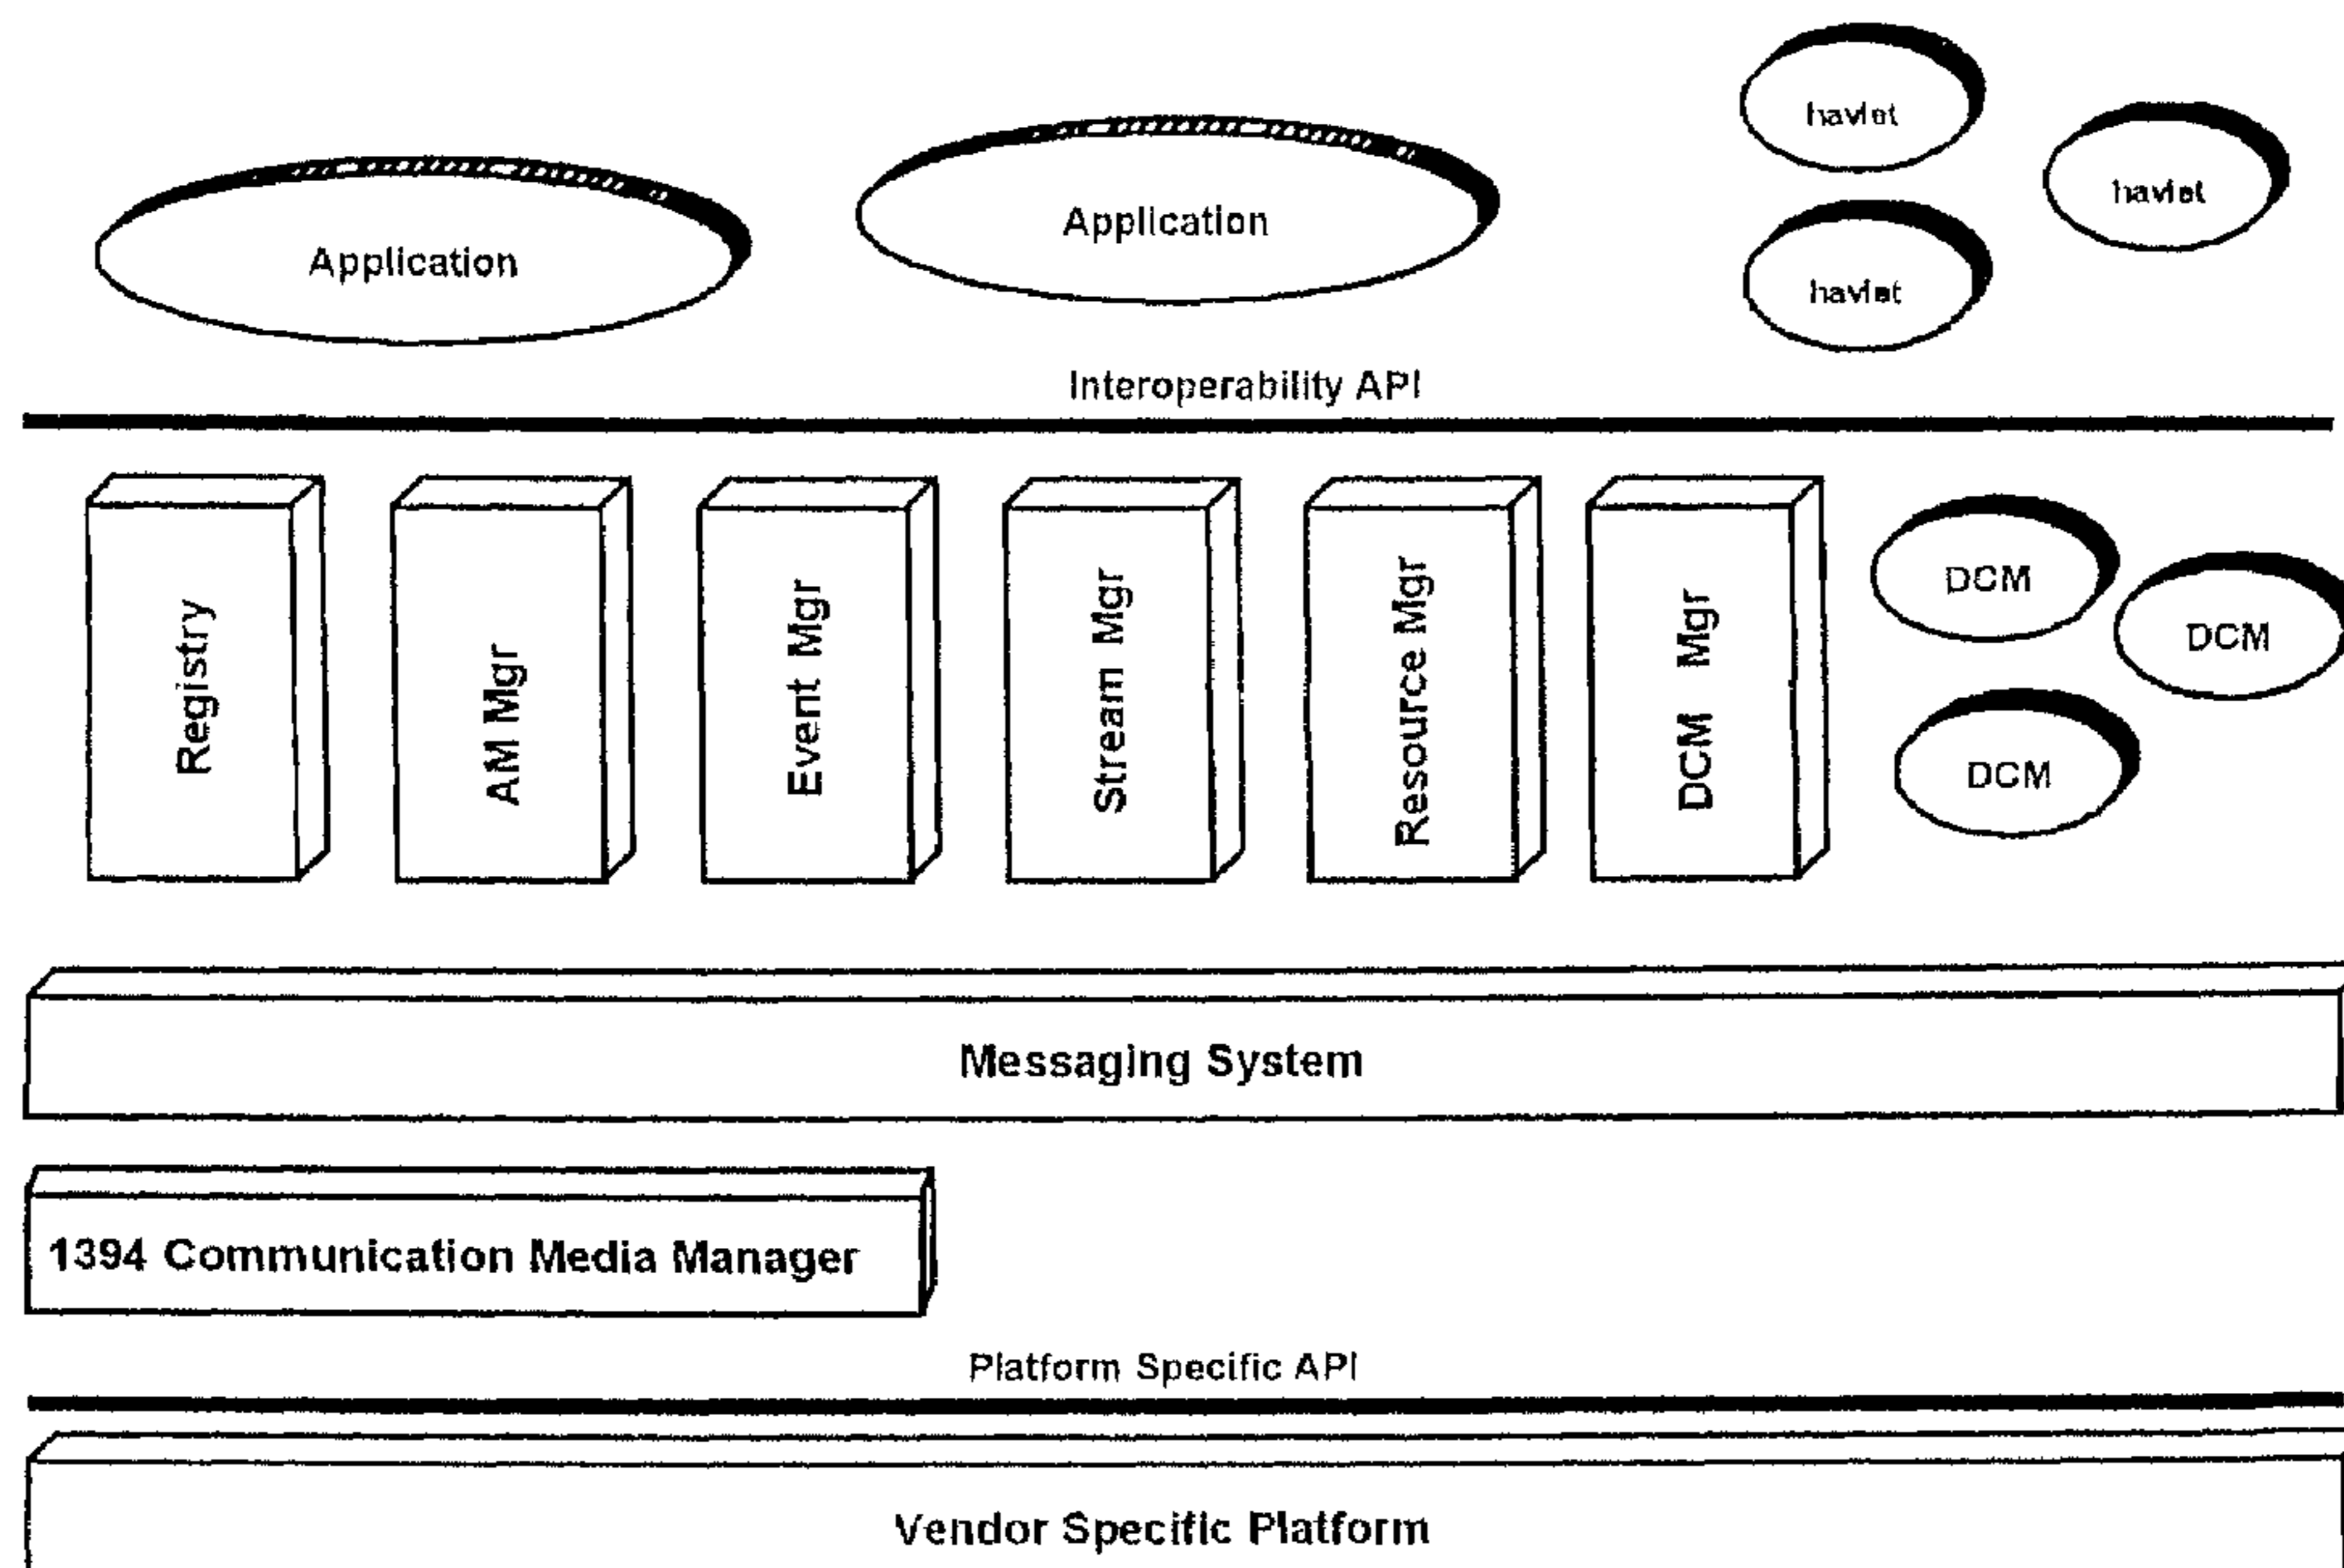 havlet
havlet
Application
Application
havlet
Interoperability API
Registry
AM Mgr
Event Mgr
Stream Mgr
Resource Mgr
DCM Mgr
DCM
DCM
DCM
Messaging System
1394 Communication Media Manager
Platform Specific API
Vendor Specific Platform